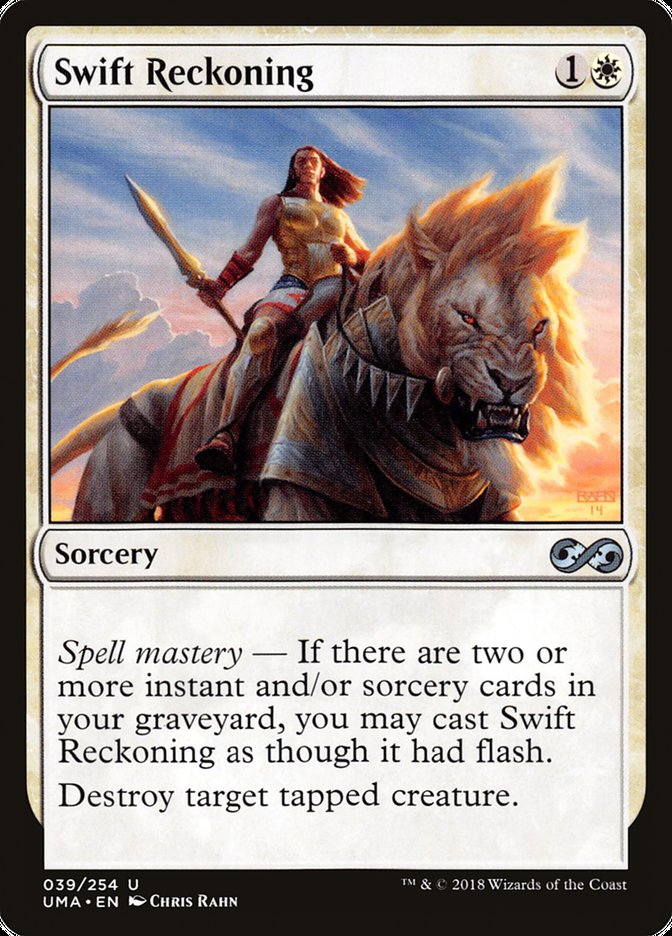 Swift Reckoning 1
RAHN
14
Sorcery
Spell mastery — If there are two or
more instant and/or sorcery cards in
your graveyard, you may cast Swift
Reckoning as though it had flash.
Destroy target tapped creature.
039/254 U
UMA • EN Chris Rahn
™ & © 2018 Wizards of the Coast